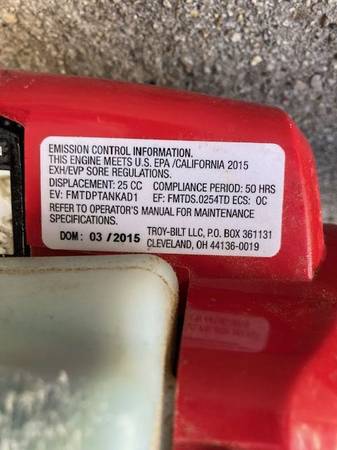 EMISSION CONTROL INFORMATION.
THIS ENGINE MEETS U.S. EPA /CALIFORNIA 2015
EXH/EVP SORE REGULATIONS.
DISPLACEMENT: 25 CC COMPLIANCE PERIOD: 50 HRS
EV: FMTDPTANKAD1 EF: FMTDS.0254TD ECS: OC
REFER TO OPERATOR'S MANUAL FOR MAINTENANCE
SPECIFICATIONS.
DOM: 03 / 2015 TROY-BILT LLC, P.O. BOX 361131
CLEVELAND, OH 44136-0019